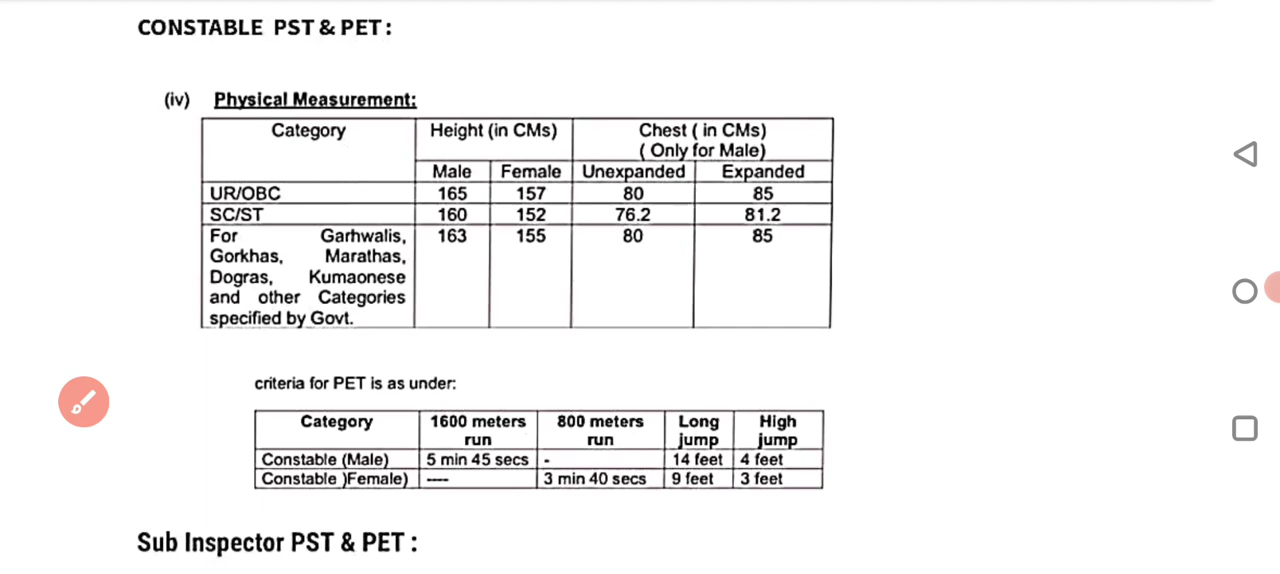 CONSTABLE PST & PET :
(iv) Physical Measurement:
Category Height (in CMs) Chest ( in CMs)
( Only for Male)
Male Female Unexpanded Expanded
UR/OBC 165 157 80 85
SC/ST 160 152 76.2 81.2
For Garhwalis, 163 155 80 85
Gorkhas, Marathas,
Dogras, Kumaonese
and other Categories
specified by Govt.
criteria for PET is as under:
Category 1600 meters 800 meters Long High
run run jump jump
Constable (Male) 5 min 45 secs - 14 feet 4 feet
Constable )Female) ---- 3 min 40 secs 9 feet 3 feet
Sub Inspector PST & PET :